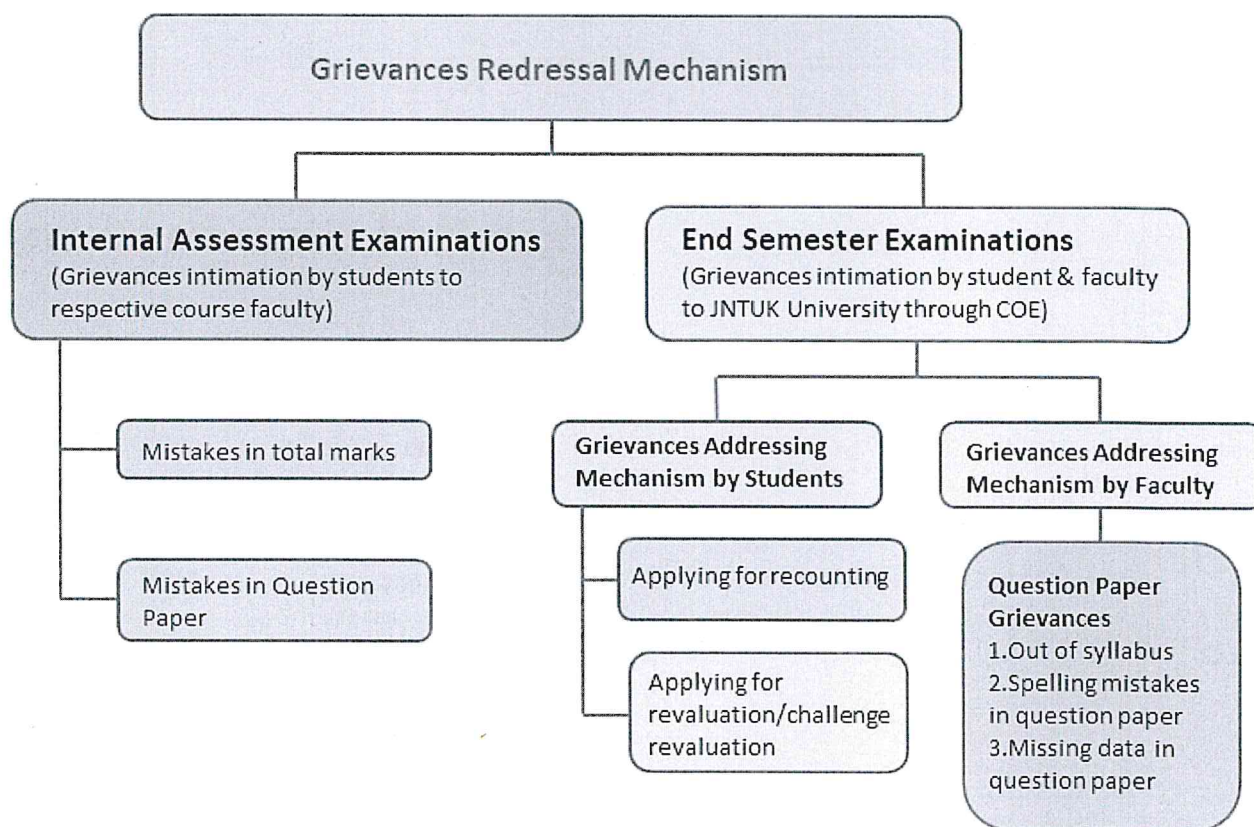 Grievances Redressal Mechanism
Internal Assessment Examinations
(Grievances intimation by students to
respective course faculty)
Mistakes in total marks
Mistakes in Question
Paper
End Semester Examinations
(Grievances intimation by student & faculty
to JNTUK University through COE)
Grievances Addressing
Mechanism by Students
Applying for recounting
Applying for
revaluation/challenge
revaluation
Grievances Addressing
Mechanism by Faculty
Question Paper
Grievances
1.Out of syllabus
2.Spelling mistakes
in question paper
3.Missing data in
question paper